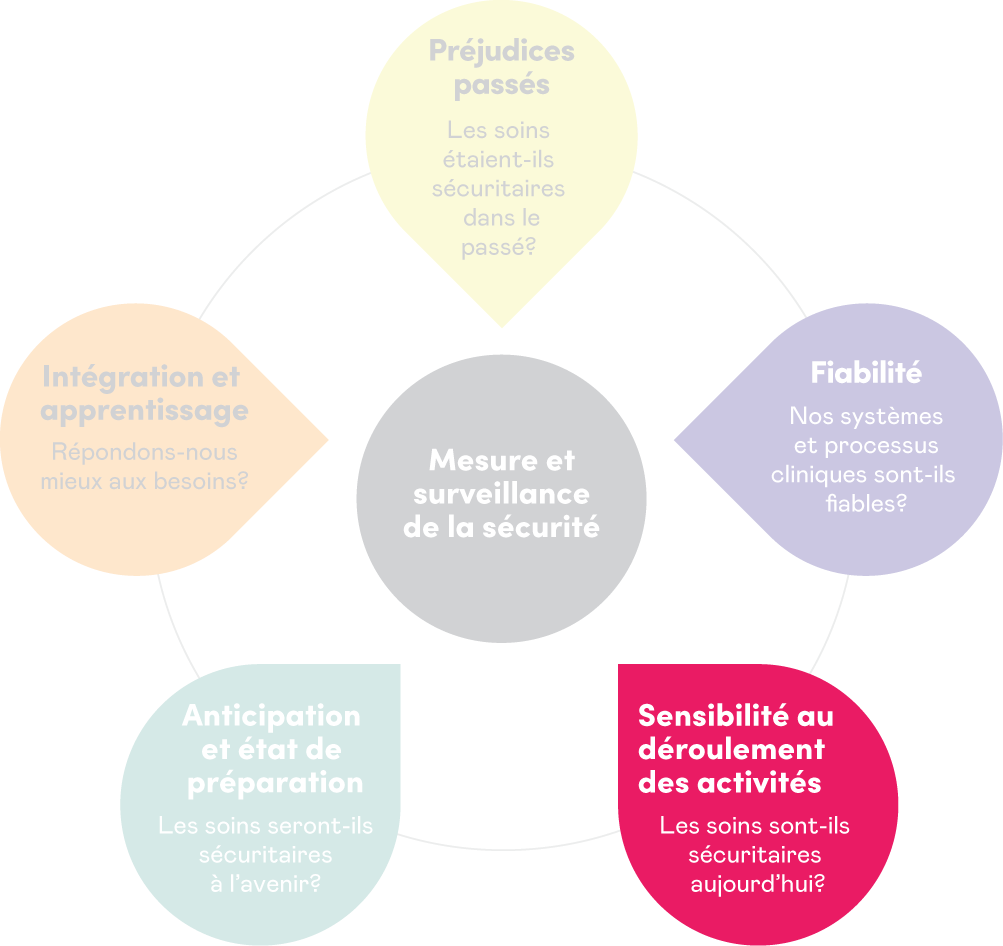 Préjudices
passés
Les soins
étaient-ils
sécuritaires
dans le
passé?
Fiabilité
Nos systèmes
et processus
cliniques sont-ils
fiables?
Sensibilité au
déroulement
des activités
Les soins sont-ils
sécuritaires
aujourd’hui?
Anticipation
et état de
préparation
Les soins seront-ils
sécuritaires
à l’avenir?
Intégration et
apprentissage
Répondons-nous
mieux aux besoins?
Mesure et
surveillance
de la sécurité